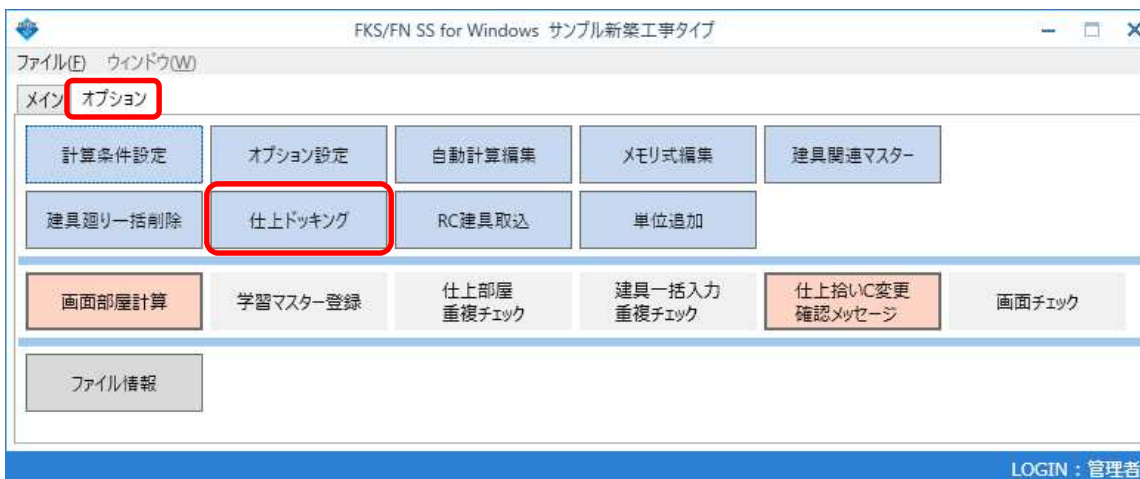 FKS/FN SS for Windows サンプル新築工事タイプ
ファイル(F) ウィンドウ(W)
メイン オプション
計算条件設定 オプション設定 自動計算編集 メモリ式編集 建具関連マスター
建具廻り一括削除 仕上ドッキング RC建具取込 単位追加
画面部屋計算 学習マスター登録 仕上部屋 建具一括入力 仕上拾いC変更 画面チェック
重複チェック 重複チェック 確認メッセージ
ファイル情報
LOGIN：管理者